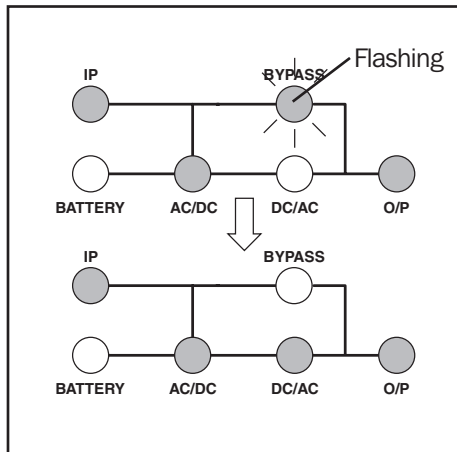 IP BYPASS Flashing
BATTERY AC/DC DC/AC O/P
IP BYPASS
BATTERY AC/DC DC/AC O/P